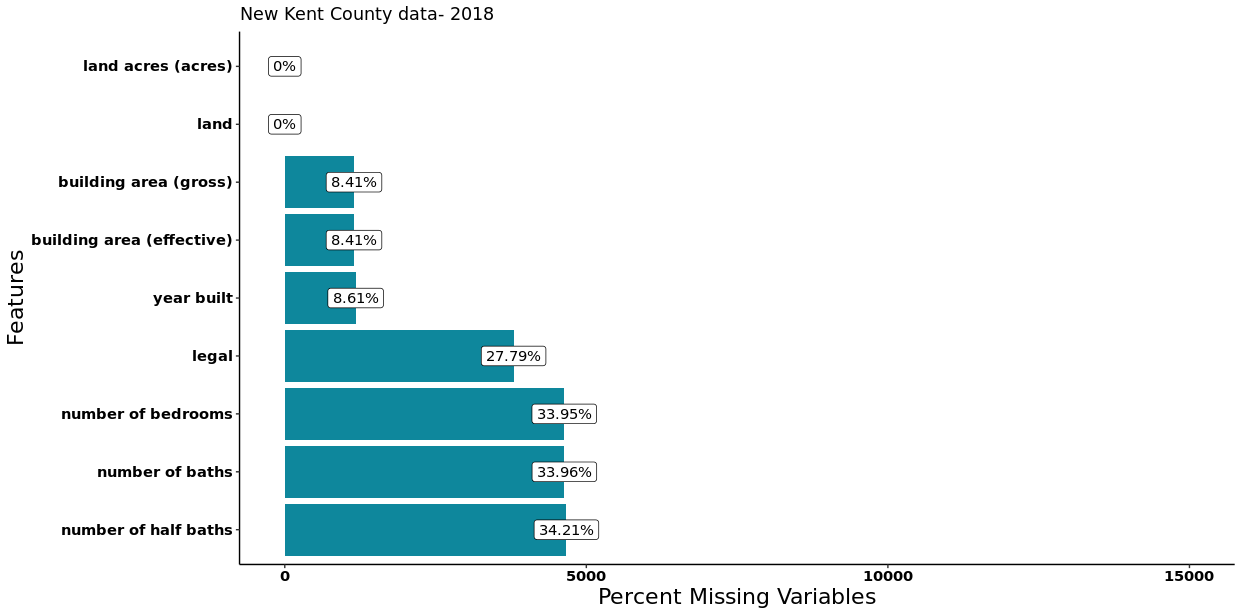 New Kent County data- 2018
land acres (acres) 0%
land 0%
building area (gross) 8.41%
building area (effective) 8.41%
year built 8.61%
legal 27.79%
number of bedrooms 33.95%
number of baths 33.96%
number of half baths 34.21%
Features
0 5000 10000 15000
Percent Missing Variables